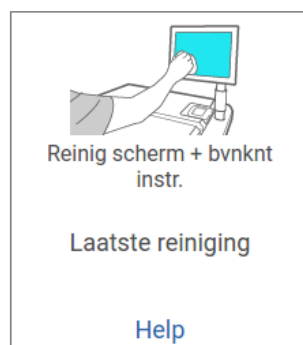 Reinig scherm + bvnknt
instr.
Laatste reiniging
Help